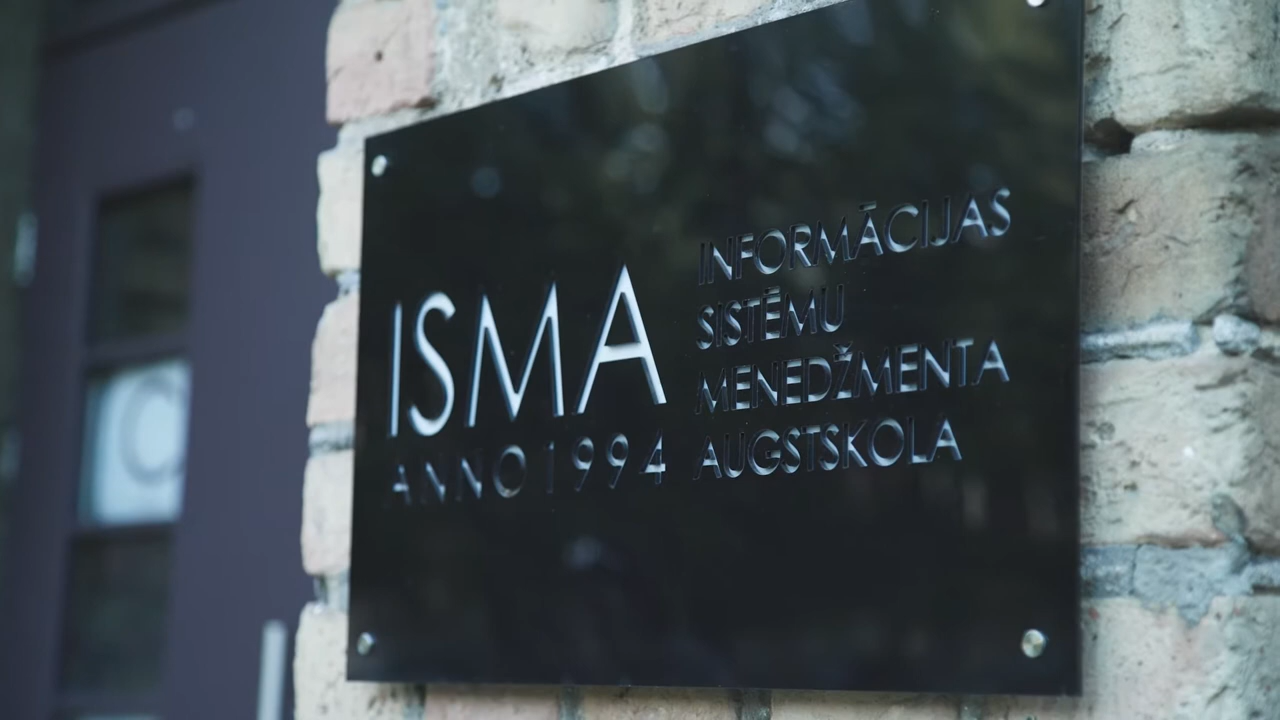 ISMA
ANNO 1994
INFORMĀCIJAS
SISTĒMU
MENEDŽMENTA
AUGSTSKOLA